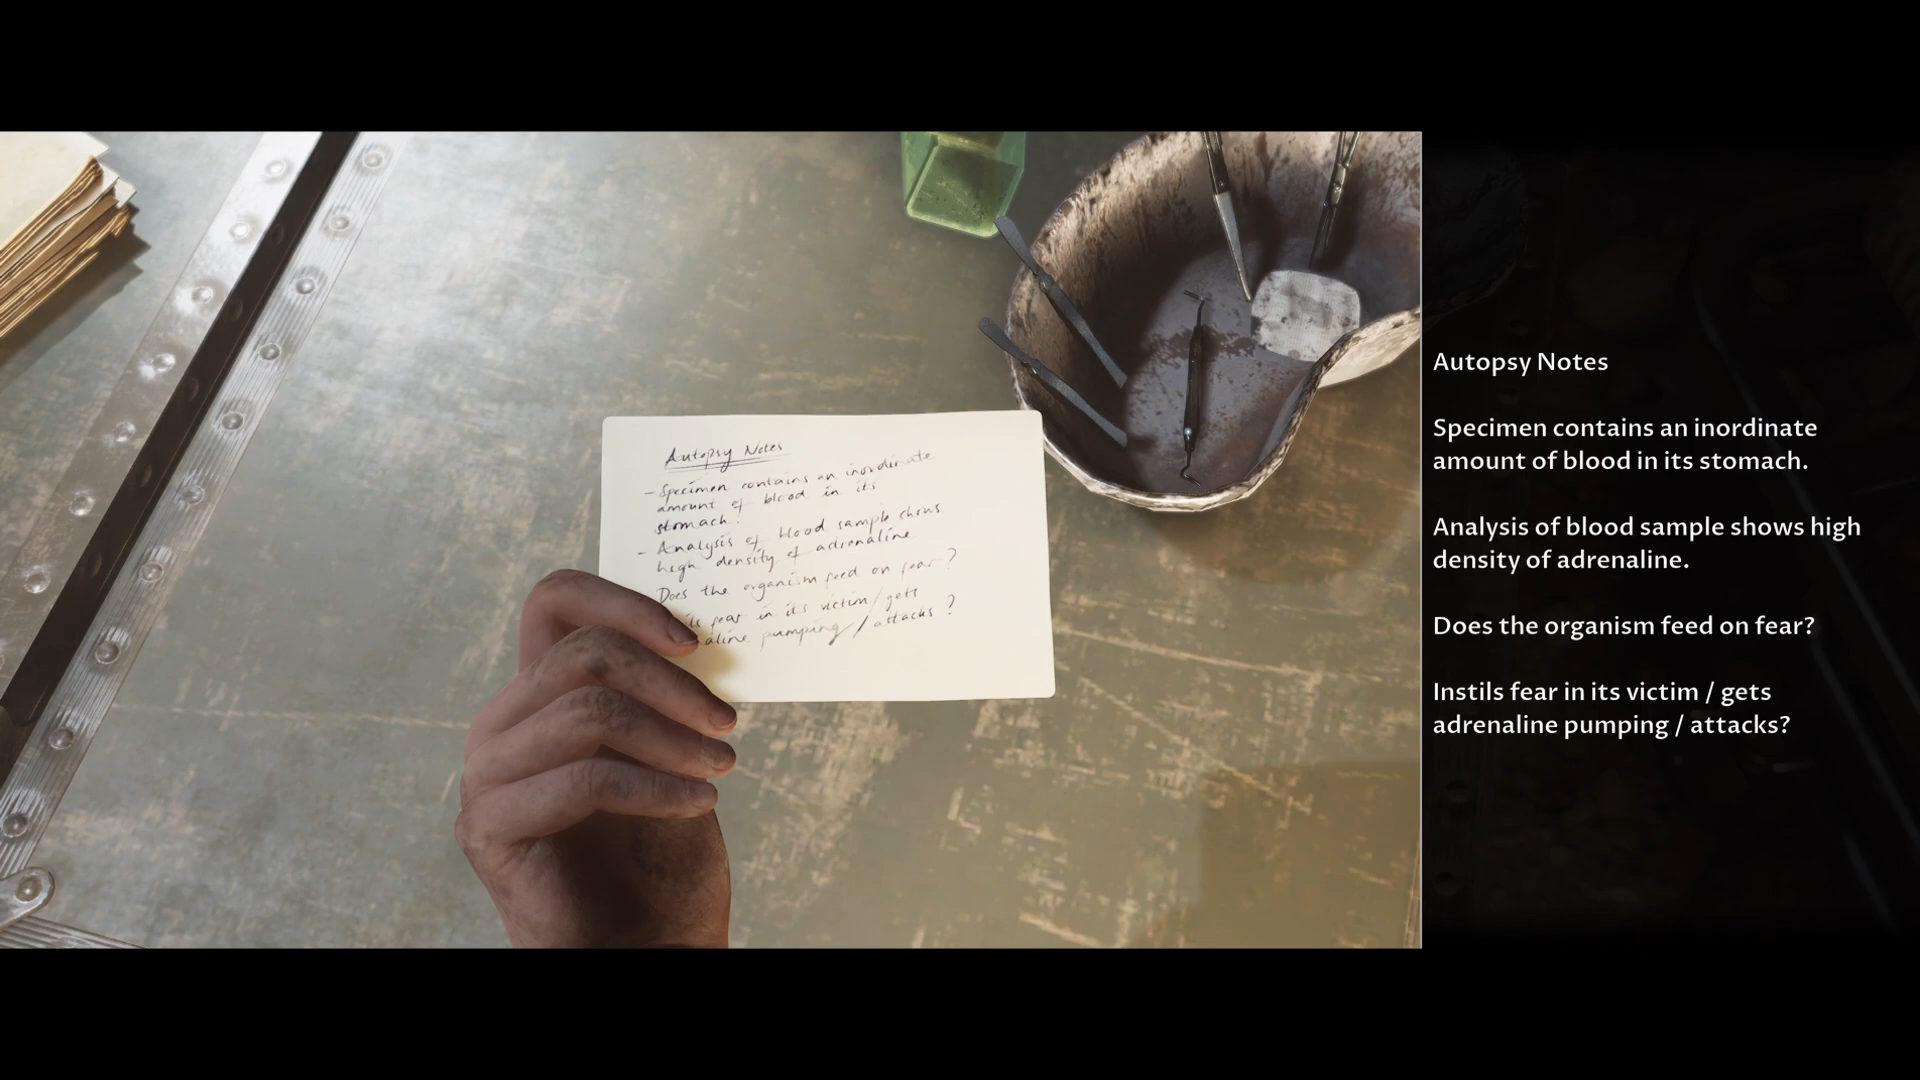 Autopsy Notes
- Specimen contains an inordinate
amount of blood in its
stomach.
- Analysis of blood sample shows
high density of adrenaline
Does the organism feed on fear?
ils fear in its victim/gets
aline pumping/attacks?
Autopsy Notes
Specimen contains an inordinate
amount of blood in its stomach.
Analysis of blood sample shows high
density of adrenaline.
Does the organism feed on fear?
Instils fear in its victim / gets
adrenaline pumping / attacks?